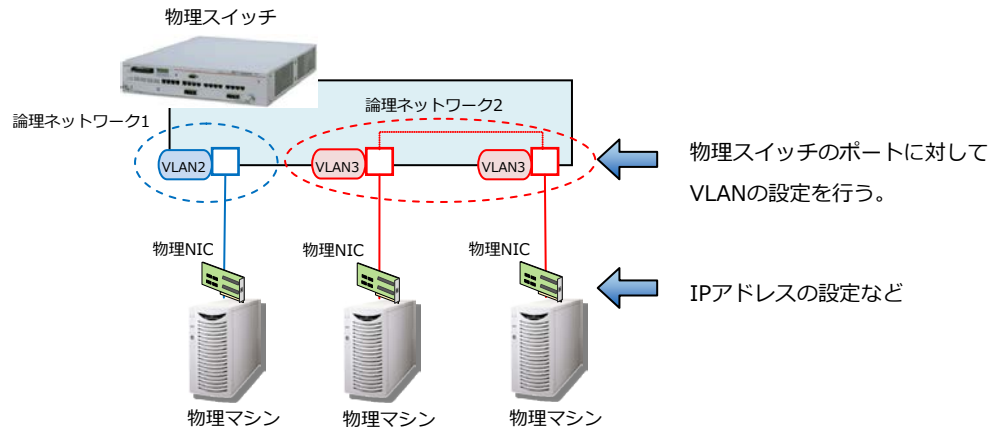 物理スイッチ
論理ネットワーク1
論理ネットワーク2
VLAN2
VLAN3
VLAN3
物理スイッチのポートに対して
VLANの設定を行う。
物理NIC
物理NIC
物理NIC
IPアドレスの設定など
物理マシン
物理マシン
物理マシン